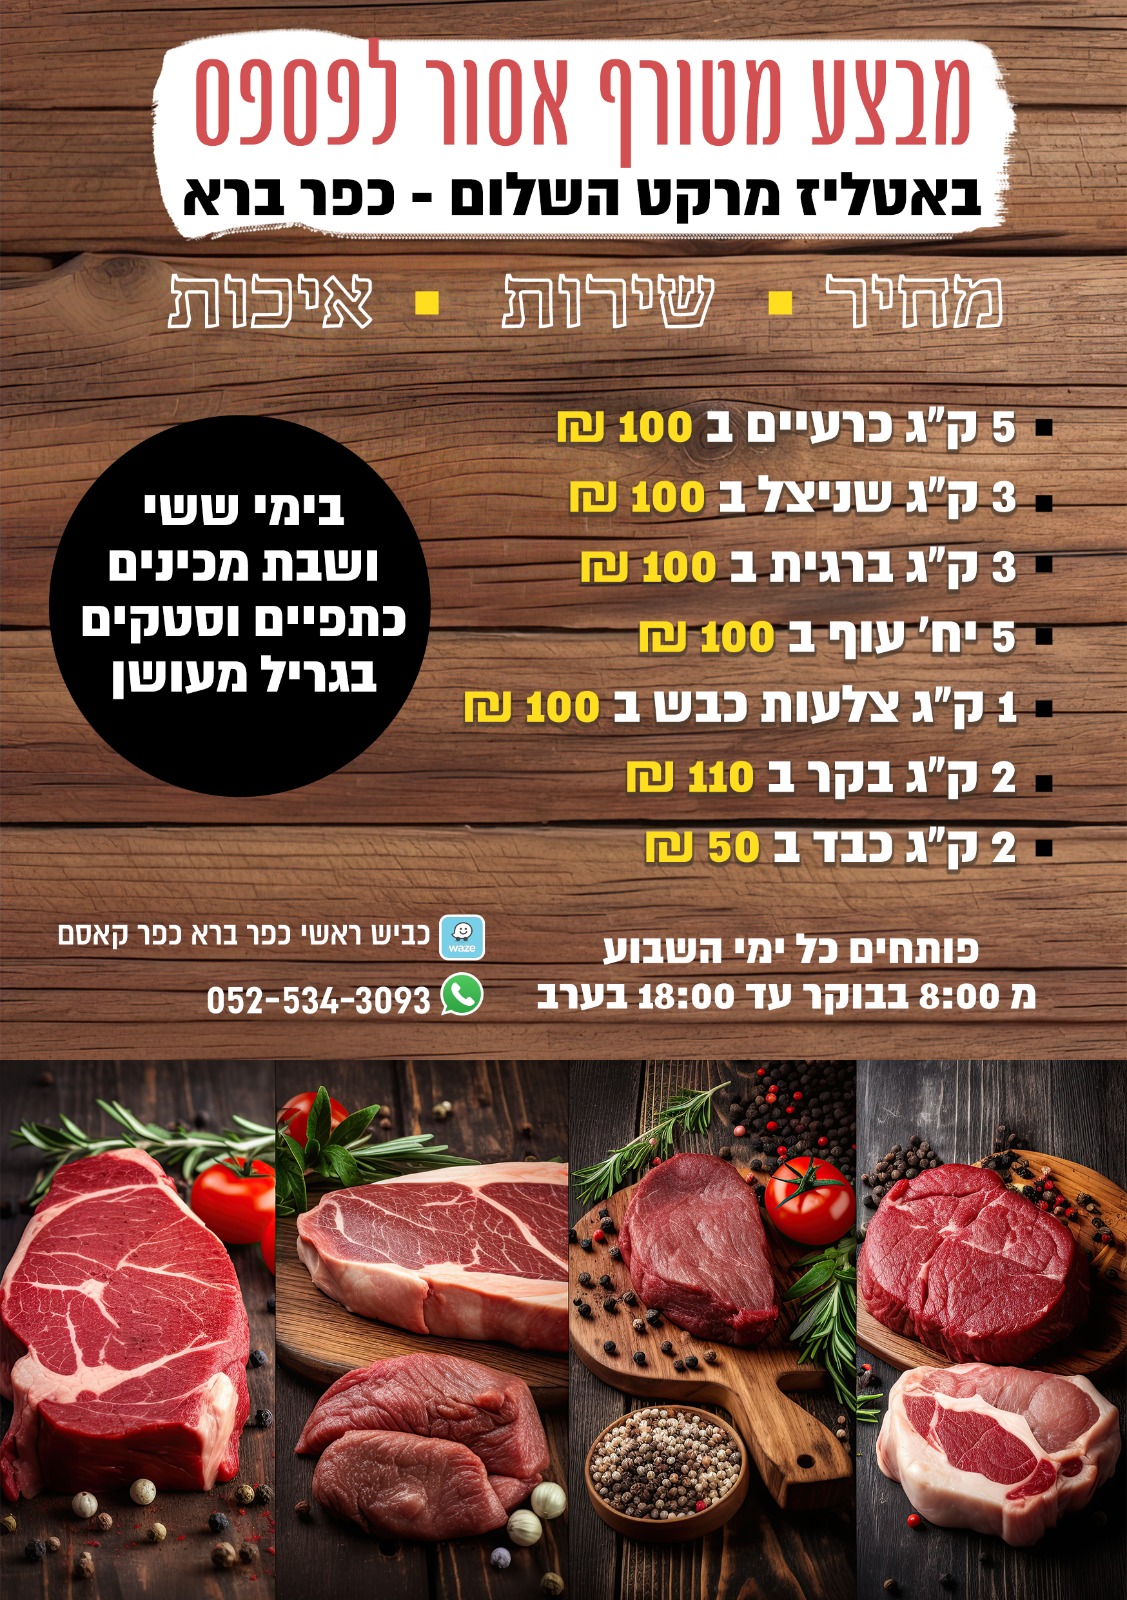 מבצע מטורף אסור לפספס
באטליז מרקט השלום - כפר ברא
מחיר ▪ שירות ▪ איכות
▪ 5 ק"ג כרעיים ב 100 ₪
▪ 3 ק"ג שניצל ב 100 ₪
▪ 3 ק"ג ברגית ב 100 ₪
▪ 5 יח' עוף ב 100 ₪
▪ 1 ק"ג צלעות כבש ב 100 ₪
▪ 2 ק"ג בקר ב 110 ₪
▪ 2 ק"ג כבד ב 50 ₪
בימי שישי
ושבת מכינים
כתפיים וסטקים
בגריל מעושן
פותחים כל ימי השבוע
מ 8:00 בבוקר עד 18:00 בערב
waze
כביש ראשי כפר ברא כפר קאסם
052-534-3093